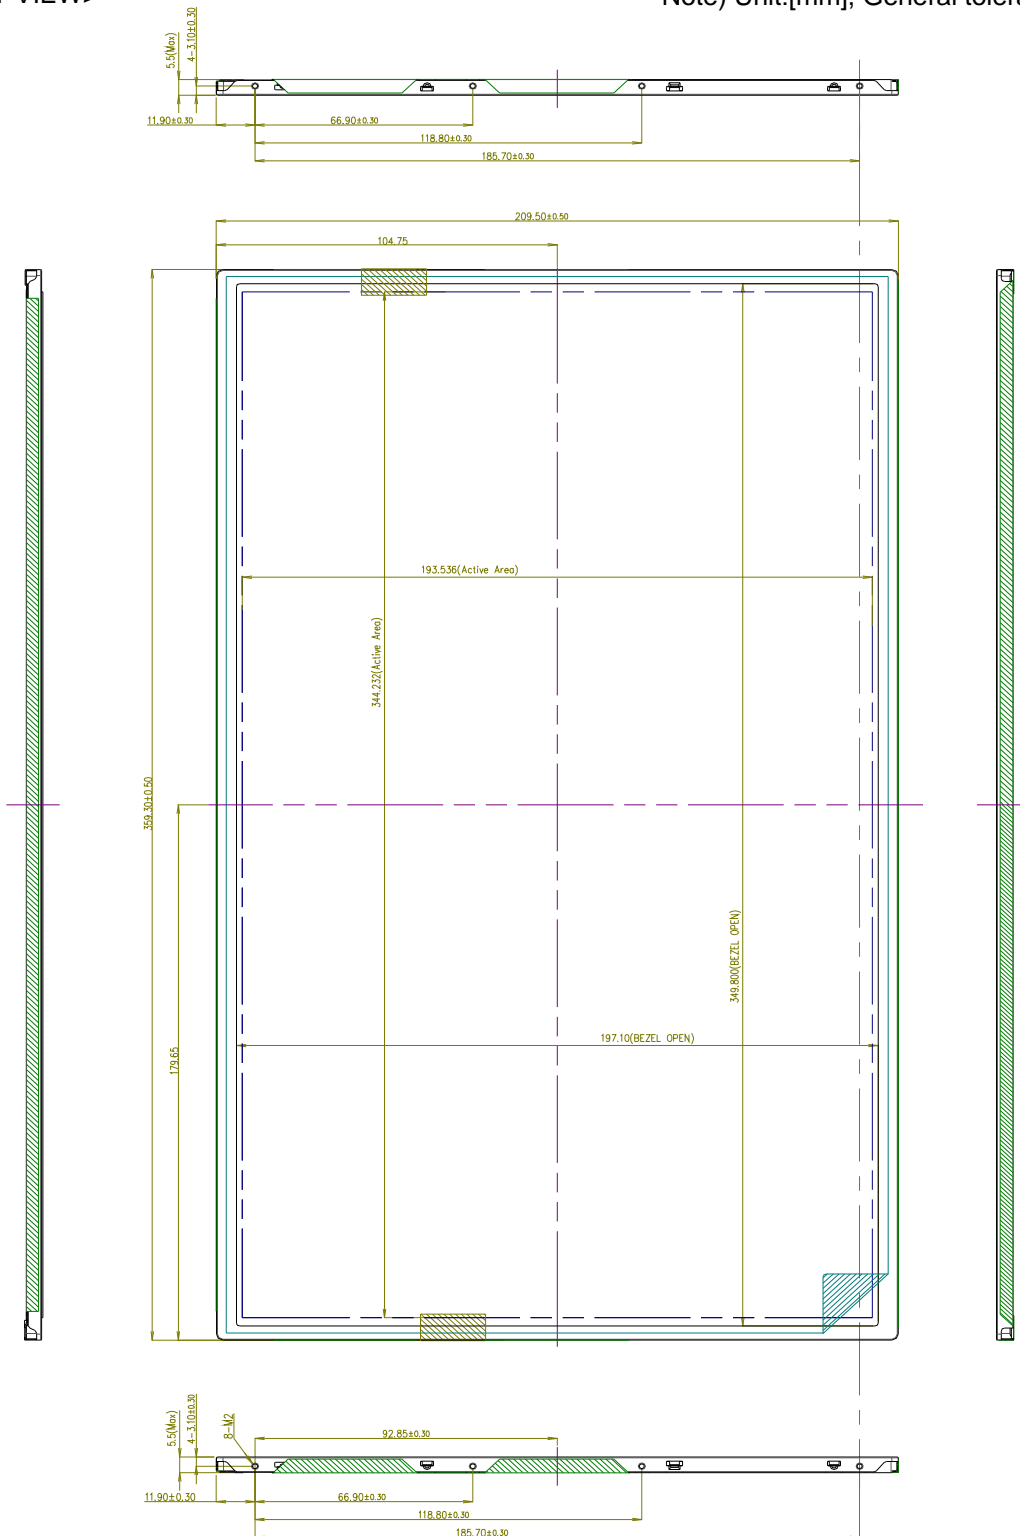 VIEW>
Note) Unit:[mm], General tolera
5.5(Max)
4-3.10±0.30
11.90±0.30
66.90±0.30
118.80±0.30
185.70±0.30
209.50±0.50
104.75
193.536(Active Area)
344.232(Active Area)
359.30±0.50
349.800(BEZEL OPEN)
197.10(BEZEL OPEN)
179.65
5.5(Max)
4-3.10±0.30
8-M2
92.85±0.30
11.90±0.30
66.90±0.30
118.80±0.30
185.70±0.30